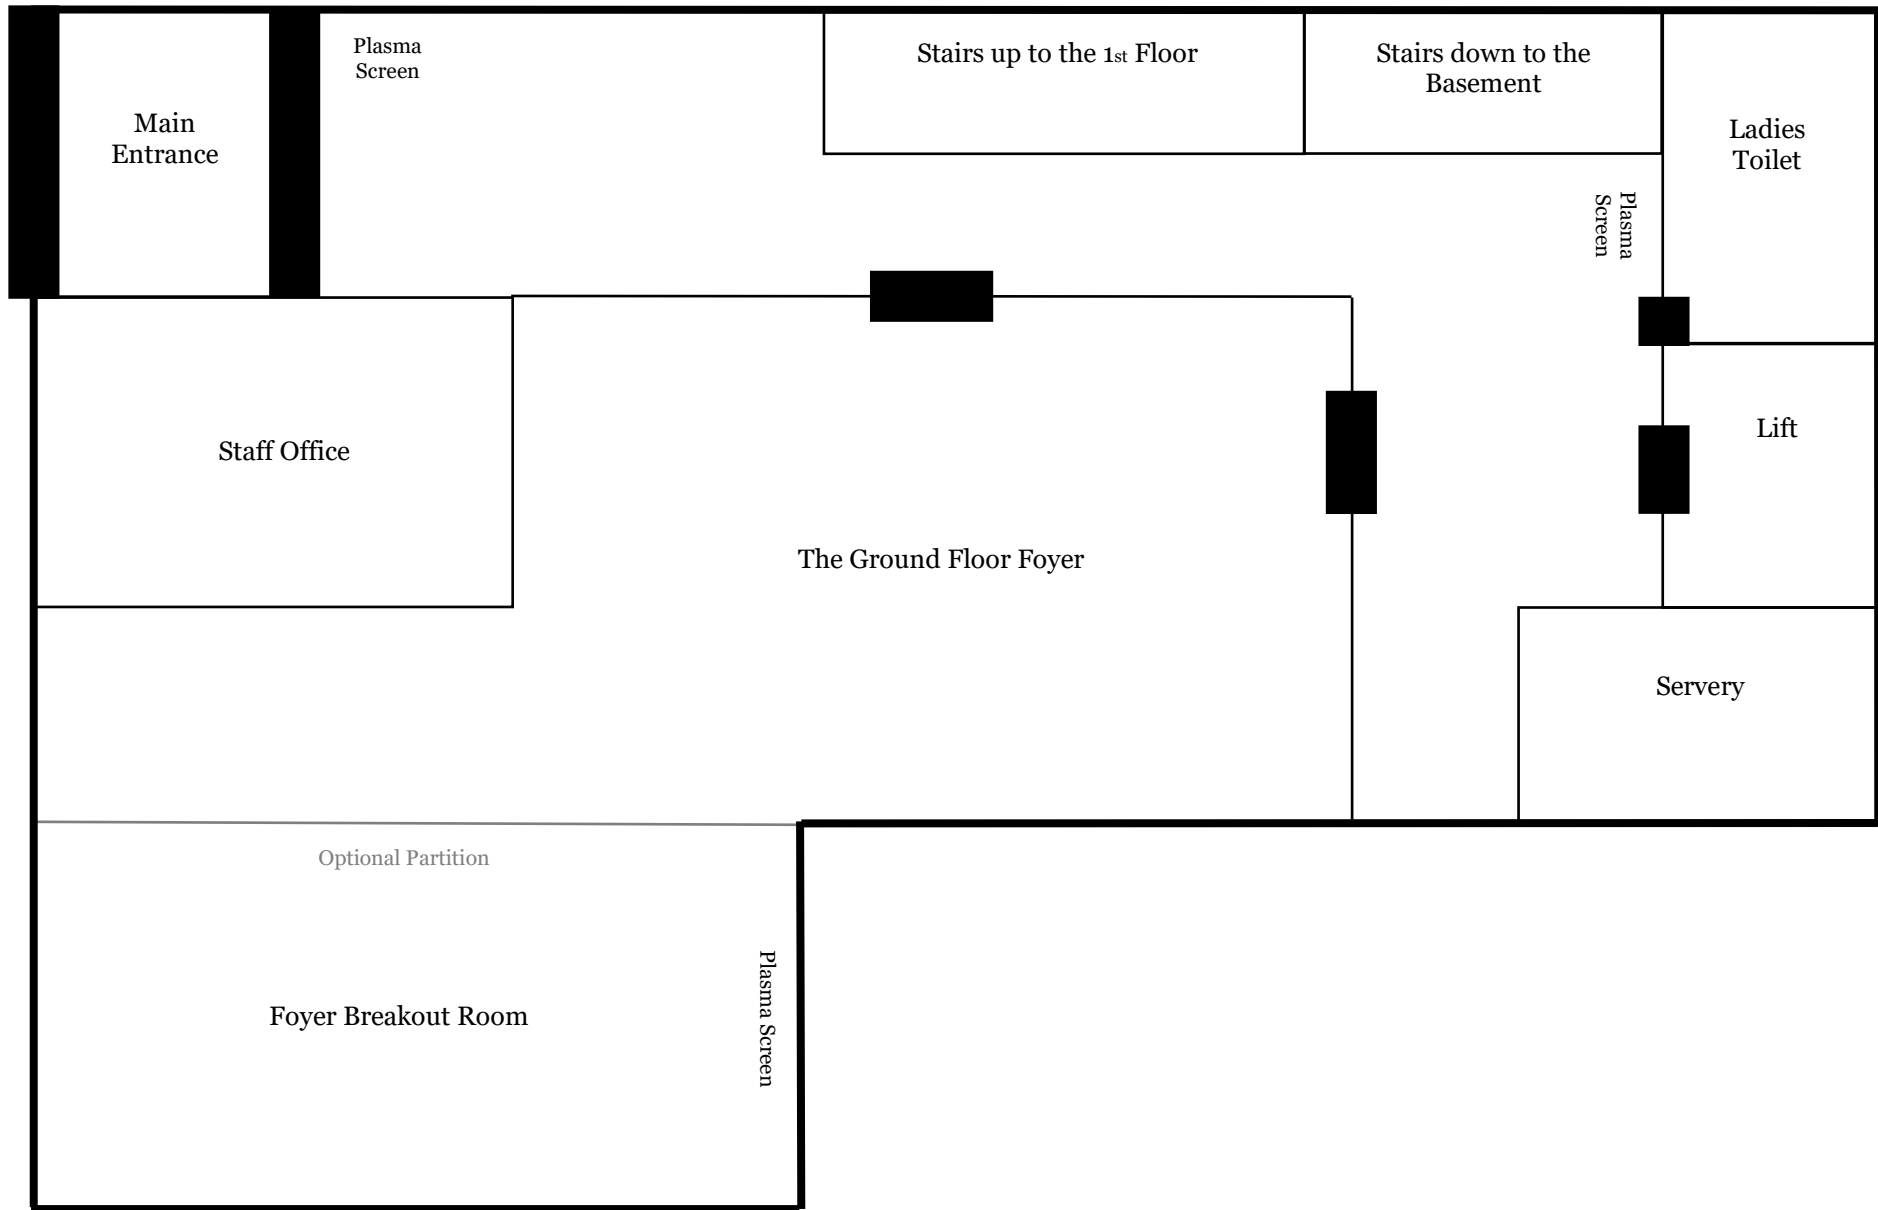 Plasma
Screen
Stairs up to the 1st Floor
Stairs down to the
Basement
Main
Entrance
Ladies
Toilet
Plasma
Screen
Staff Office
Lift
The Ground Floor Foyer
Servery
Optional Partition
Plasma Screen
Foyer Breakout Room